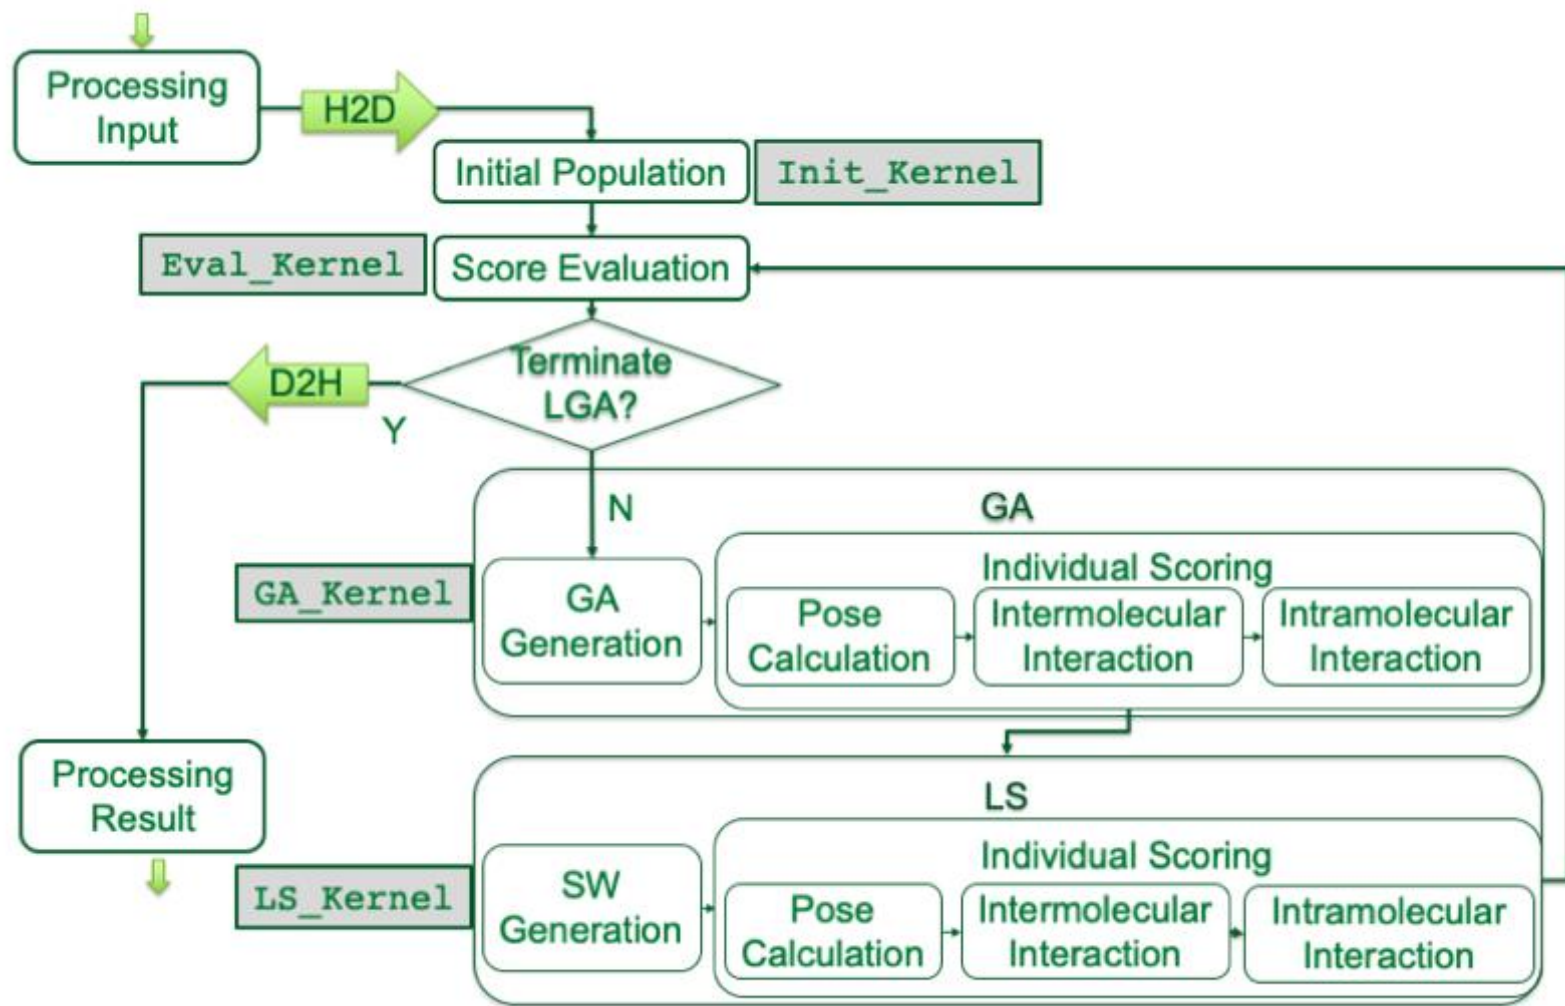 Processing
Input
H2D
Initial Population
Init_Kernel
Eval_Kernel
Score Evaluation
Terminate
LGA?
D2H
Y
N
GA
GA_Kernel
GA
Generation
Individual Scoring
Pose
Calculation
Intermolecular
Interaction
Intramolecular
Interaction
Processing
Result
LS
LS_Kernel
SW
Generation
Individual Scoring
Pose
Calculation
Intermolecular
Interaction
Intramolecular
Interaction